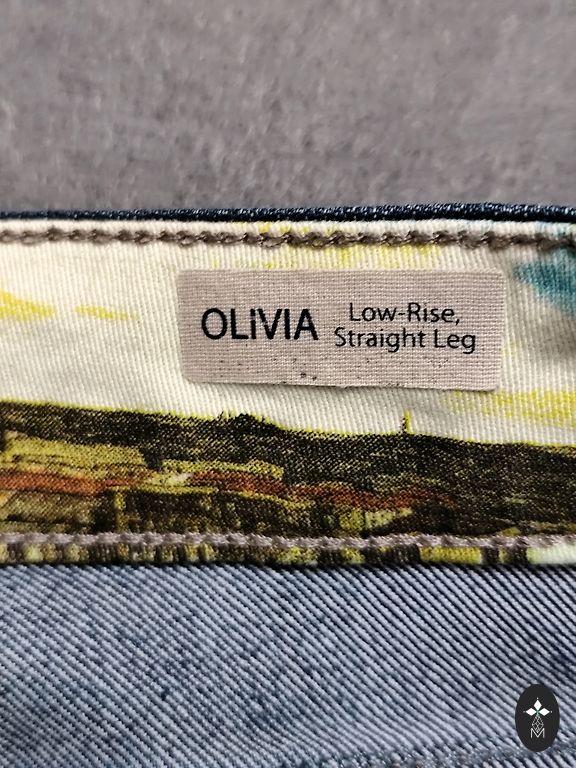 OLIVIA
Low-Rise,
Straight Leg
M